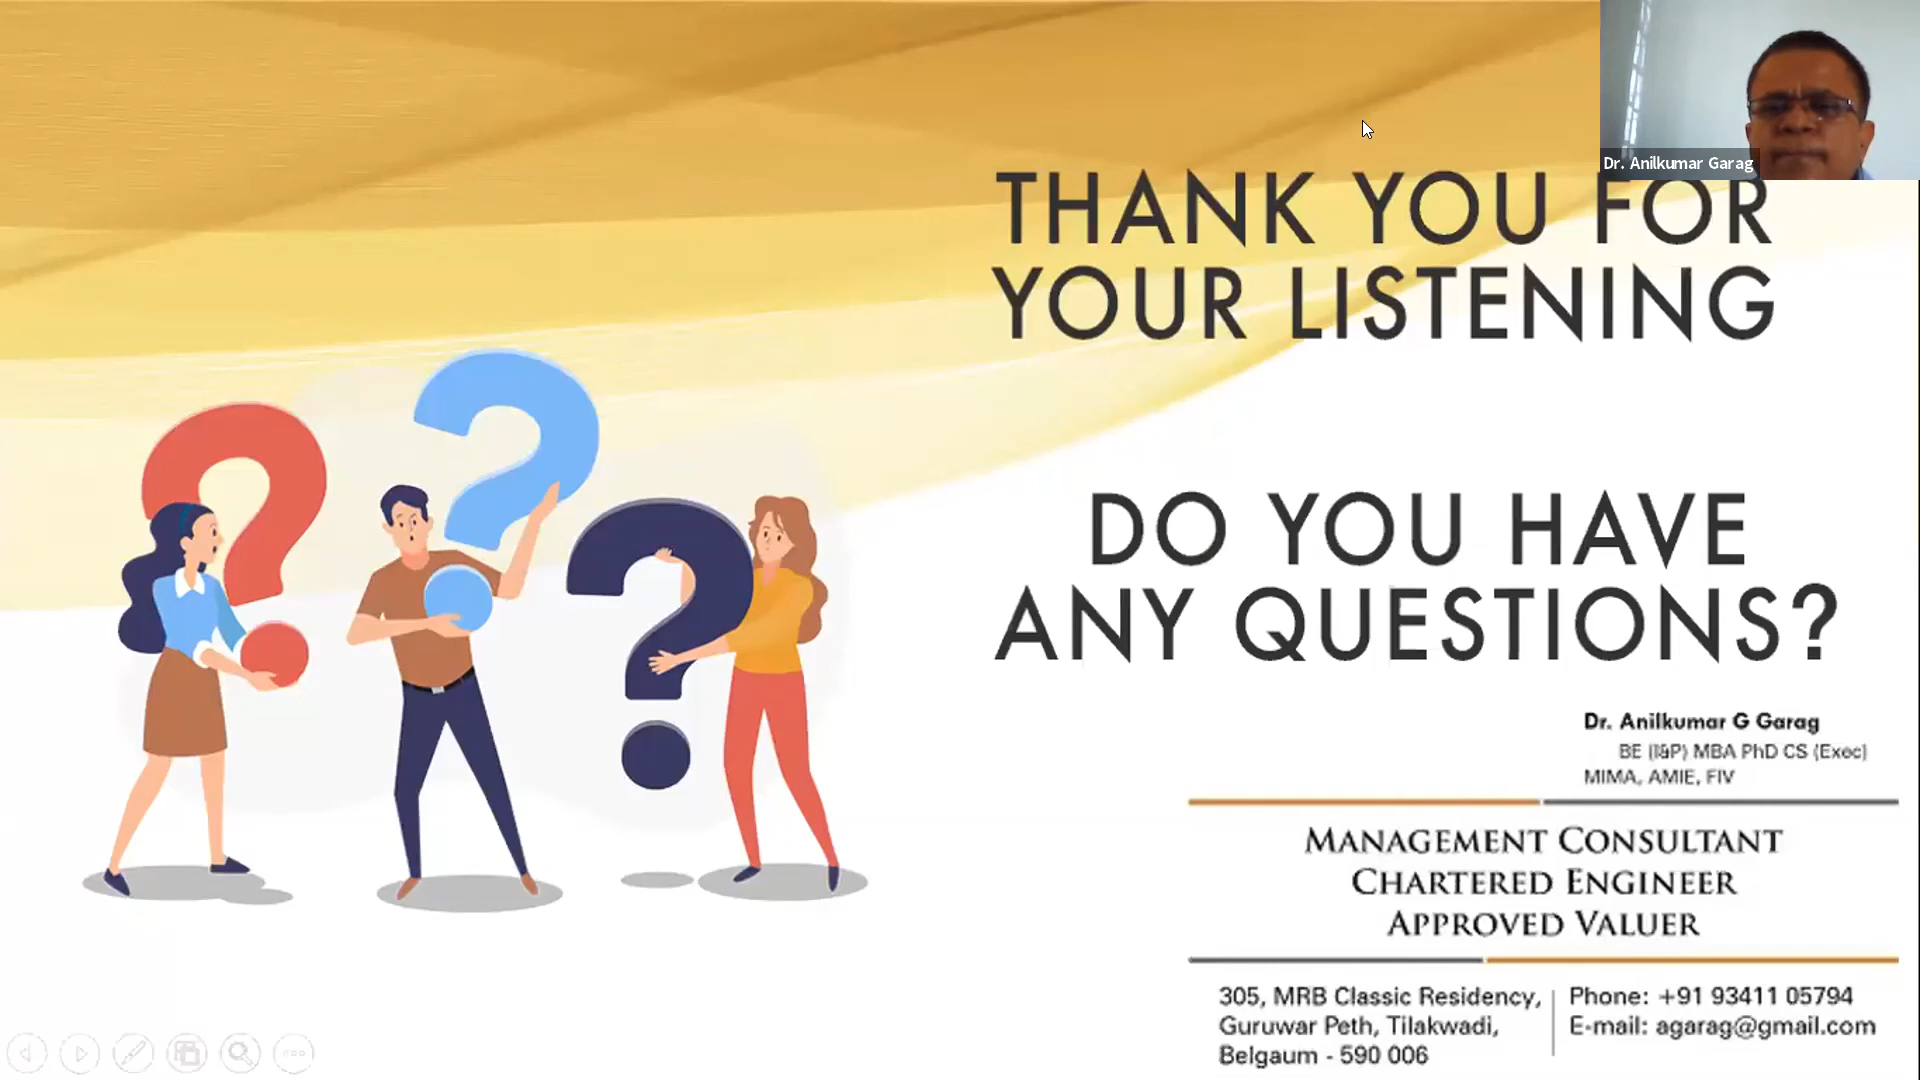 Dr. Anilkumar Garag
THANK YOU FOR
YOUR LISTENING
DO YOU HAVE
ANY QUESTIONS?
Dr. Anilkumar G Garag
BE (I&P) MBA PhD CS (Exec)
MIMA, AMIE, FIV
MANAGEMENT CONSULTANT
CHARTERED ENGINEER
APPROVED VALUER
305, MRB Classic Residency,
Guruwar Peth, Tilakwadi,
Belgaum - 590 006
Phone: +91 93411 05794
E-mail: agarag@gmail.com